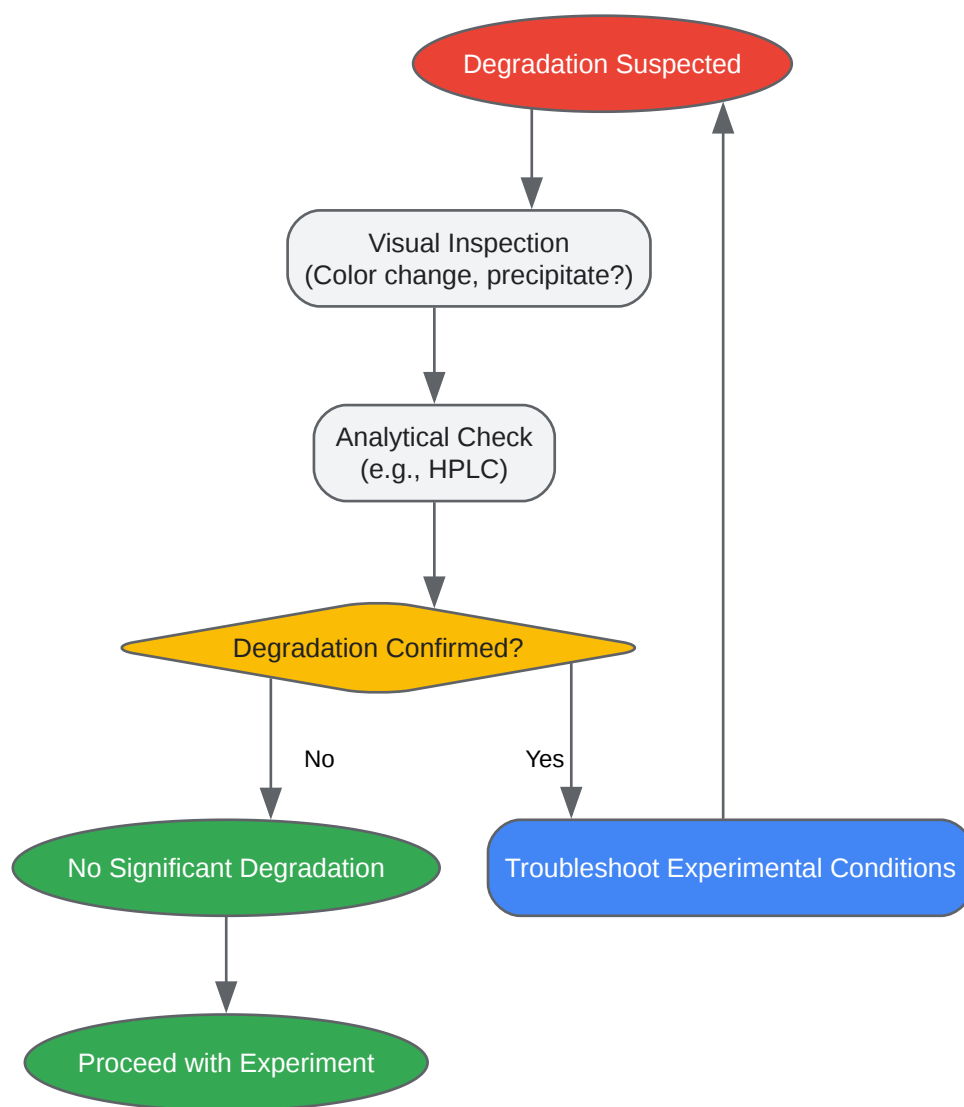 Degradation Suspected
Visual Inspection
(Color change, precipitate?)
Analytical Check
(e.g., HPLC)
Degradation Confirmed?
No
Yes
No Significant Degradation
Troubleshoot Experimental Conditions
Proceed with Experiment